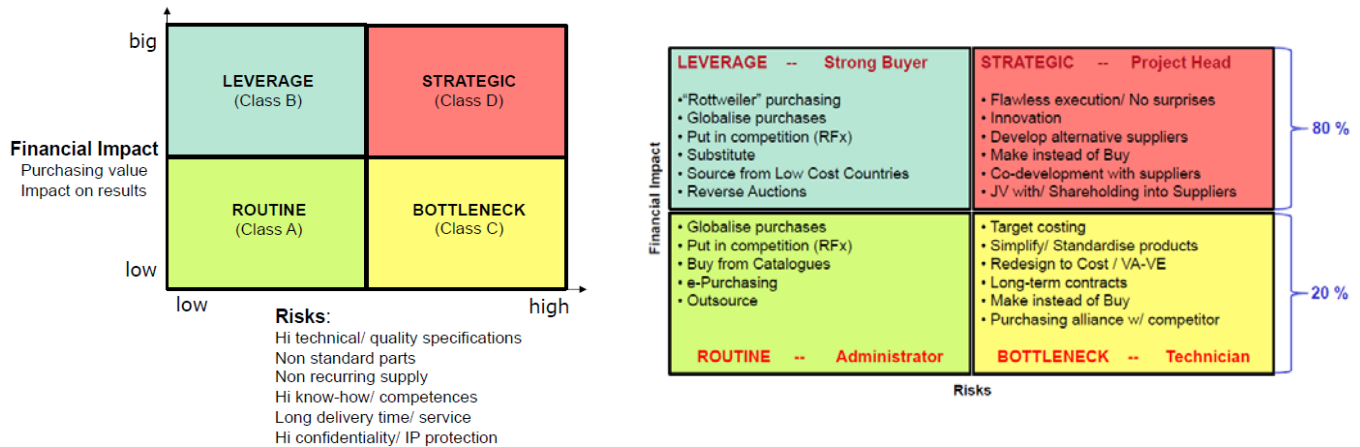 big
LEVERAGE
(Class B)
STRATEGIC
(Class D)
Financial Impact
Purchasing value
Impact on results
ROUTINE
(Class A)
BOTTLENECK
(Class C)
low
low
high
Risks:
Hi technical/ quality specifications
Non standard parts
Non recurring supply
Hi know-how/ competences
Long delivery time/ service
Hi confidentiality/ IP protection
LEVERAGE -- Strong Buyer
•"Rottweiler" purchasing
• Globalise purchases
• Put in competition (RFx)
• Substitute
• Source from Low Cost Countries
• Reverse Auctions
STRATEGIC -- Project Head
• Flawless execution/ No surprises
• Innovation
• Develop alternative suppliers
• Make instead of Buy
• Co-development with suppliers
• JV with/ Shareholding into Suppliers
80 %
Financial Impact
• Globalise purchases
• Put in competition (RFx)
• Buy from Catalogues
• e-Purchasing
• Outsource
ROUTINE -- Administrator
• Target costing
• Simplify/ Standardise products
• Redesign to Cost / VA-VE
• Long-term contracts
• Make instead of Buy
• Purchasing alliance w/ competitor
BOTTLENECK -- Technician
20 %
Risks